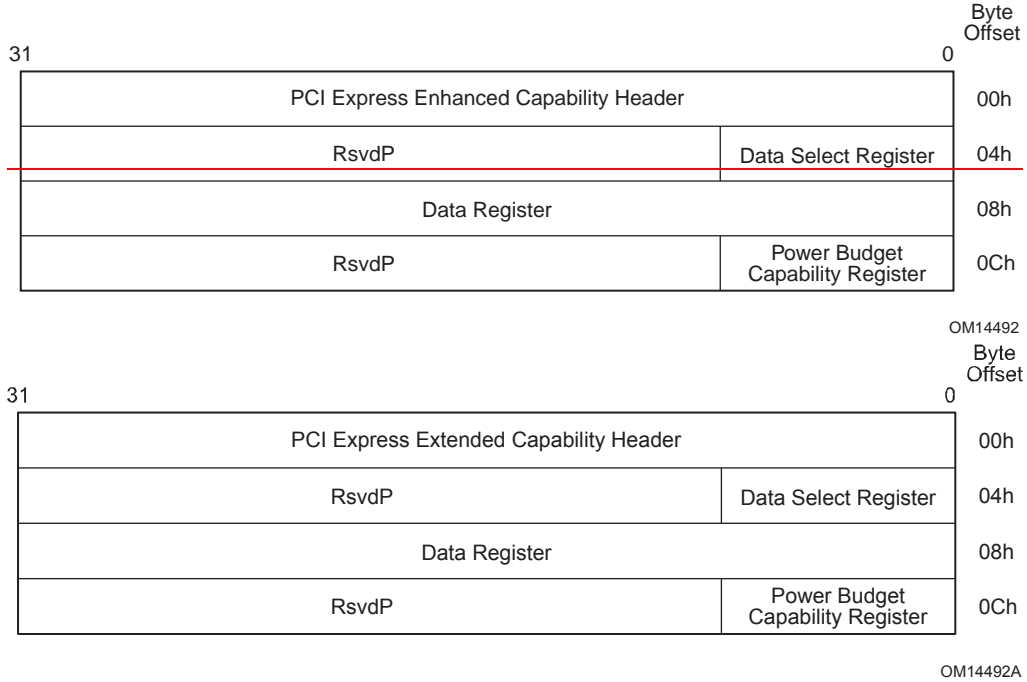 Byte
Offset
31 0
PCI Express Enhanced Capability Header 00h
RsvdP Data Select Register 04h
Data Register 08h
RsvdP Power Budget
Capability Register 0Ch
OM14492
Byte
Offset
31 0
PCI Express Extended Capability Header 00h
RsvdP Data Select Register 04h
Data Register 08h
RsvdP Power Budget
Capability Register 0Ch
OM14492A